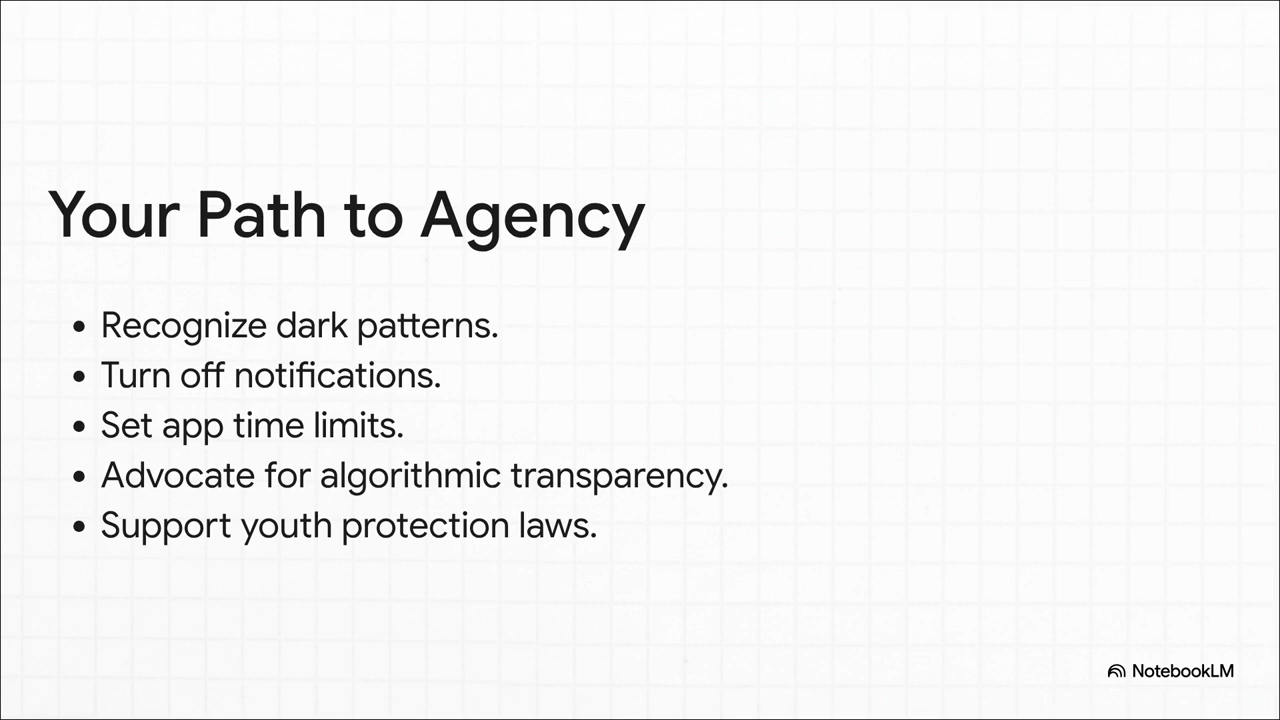 Your Path to Agency
• Recognize dark patterns.
• Turn off notifications.
• Set app time limits.
• Advocate for algorithmic transparency.
• Support youth protection laws.
NotebookLM